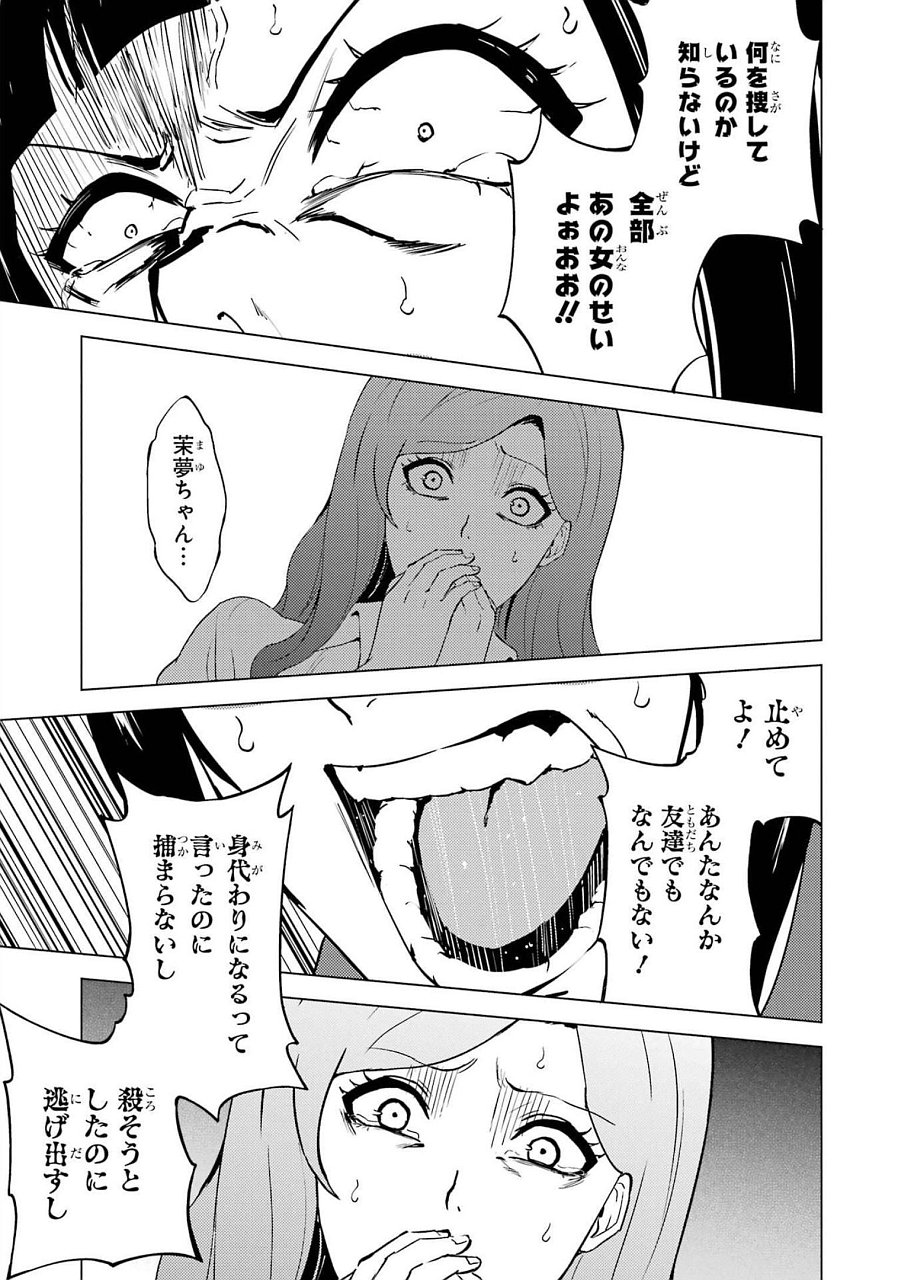 何を捜して
いるのか
知らないけど
全部
あの女のせい
よぉぉお!!
茉夢ちゃん…
止めて
よ！
あんたなんか
友達でも
なんでもない！
身代わりになるって
言ったのに
捕まらないし
殺そうと
したのに
逃げ出すし